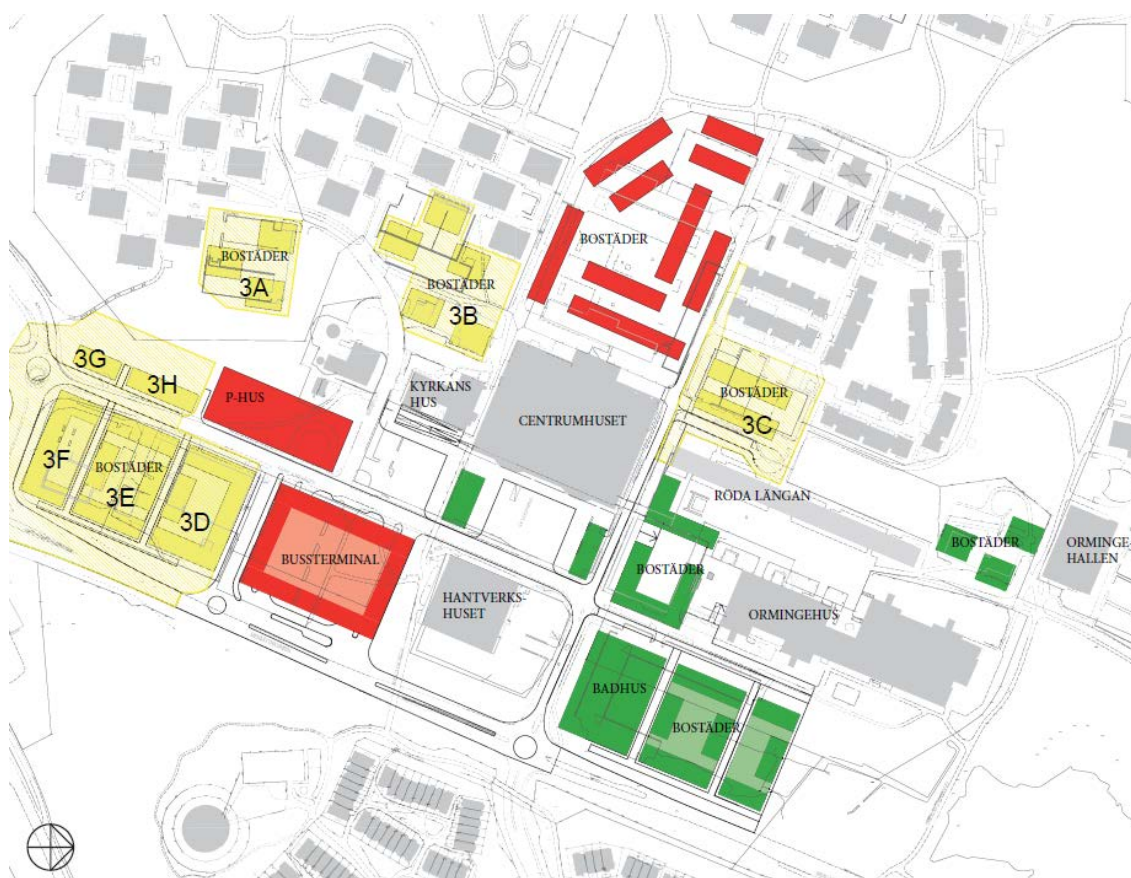 BOSTÄDER
BOSTÄDER
3A
BOSTÄDER
3B
3G
3H
P-HUS
KYRKANS
HUS
CENTRUMHUSET
BOSTÄDER
3C
3F
BOSTÄDER
3E
3D
RÖDA LÄNGAN
BUSSTERMINAL
BOSTÄDER
BOSTÄDER
ORMINGE-
HALLEN
HANTVERKS-
HUSET
ORMINGEHUS
BADHUS
BOSTÄDER